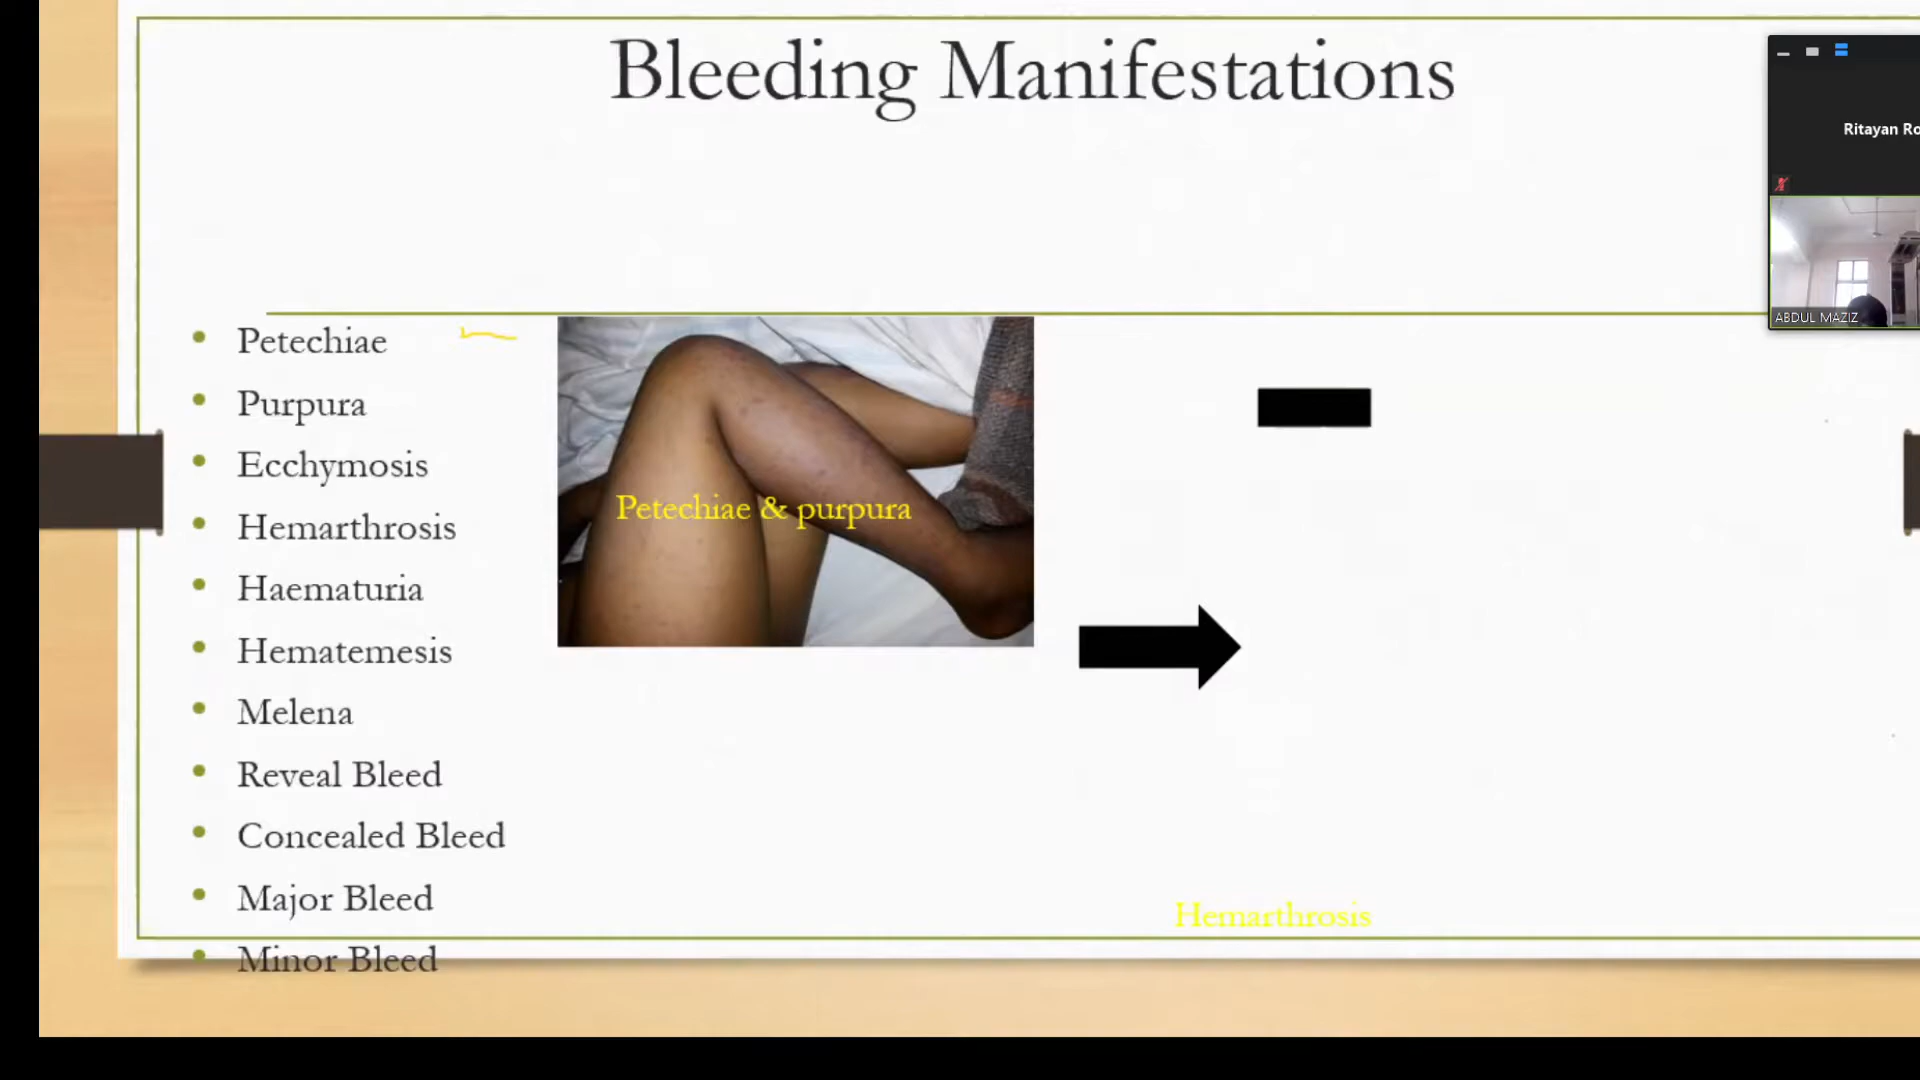 Bleeding Manifestations
Ritayan Ro
ABDUL MAZIZ
Petechiae
Purpura
Ecchymosis
Hemarthrosis
Haematuria
Hematemesis
Melena
Reveal Bleed
Concealed Bleed
Major Bleed
Minor Bleed
Petechiae & purpura
Hemarthrosis